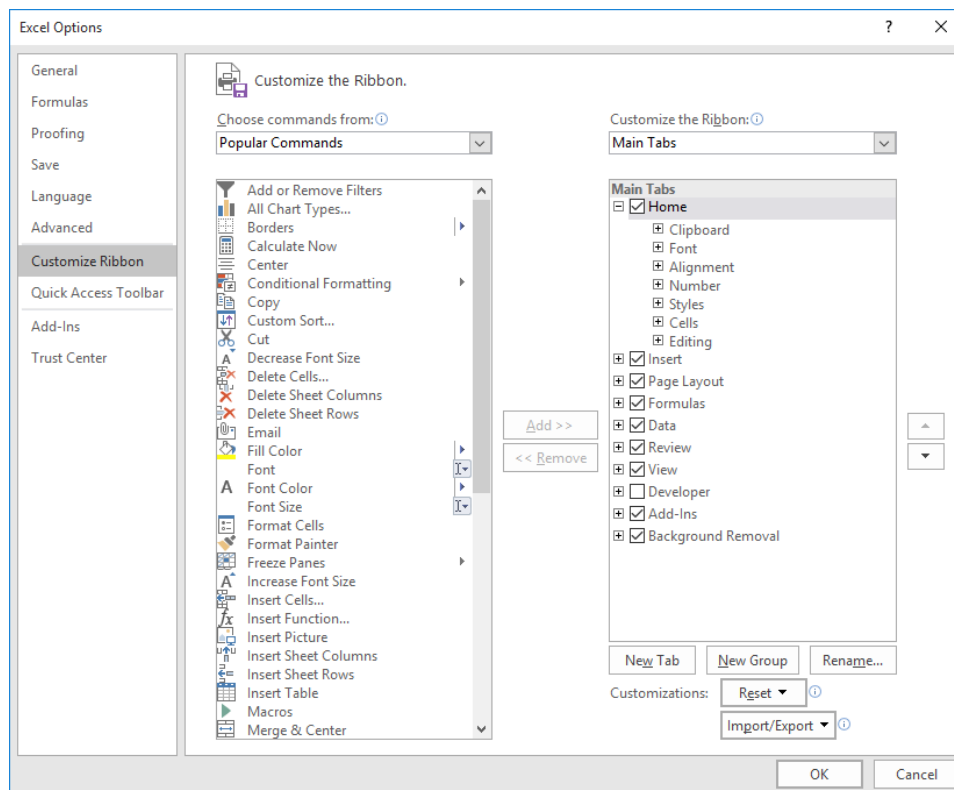 Excel Options
?
General
Formulas
Proofing
Save
Language
Advanced
Customize Ribbon
Quick Access Toolbar
Add-Ins
Trust Center
Customize the Ribbon.
Choose commands from:
Popular Commands
Add or Remove Filters
All Chart Types...
Borders
Calculate Now
Center
Conditional Formatting
Copy
Custom Sort...
Cut
Decrease Font Size
Delete Cells...
Delete Sheet Columns
Delete Sheet Rows
Email
Fill Color
Font
Font Color
Font Size
Format Cells
Format Painter
Freeze Panes
Increase Font Size
Insert Cells...
Insert Function...
Insert Picture
Insert Sheet Columns
Insert Sheet Rows
Insert Table
Macros
Merge & Center
Add >>
<< Remove
Customize the Ribbon:
Main Tabs
Main Tabs
Home
Clipboard
Font
Alignment
Number
Styles
Cells
Editing
Insert
Page Layout
Formulas
Data
Review
View
Developer
Add-Ins
Background Removal
New Tab
New Group
Rename...
Customizations:
Reset
Import/Export
OK
Cancel